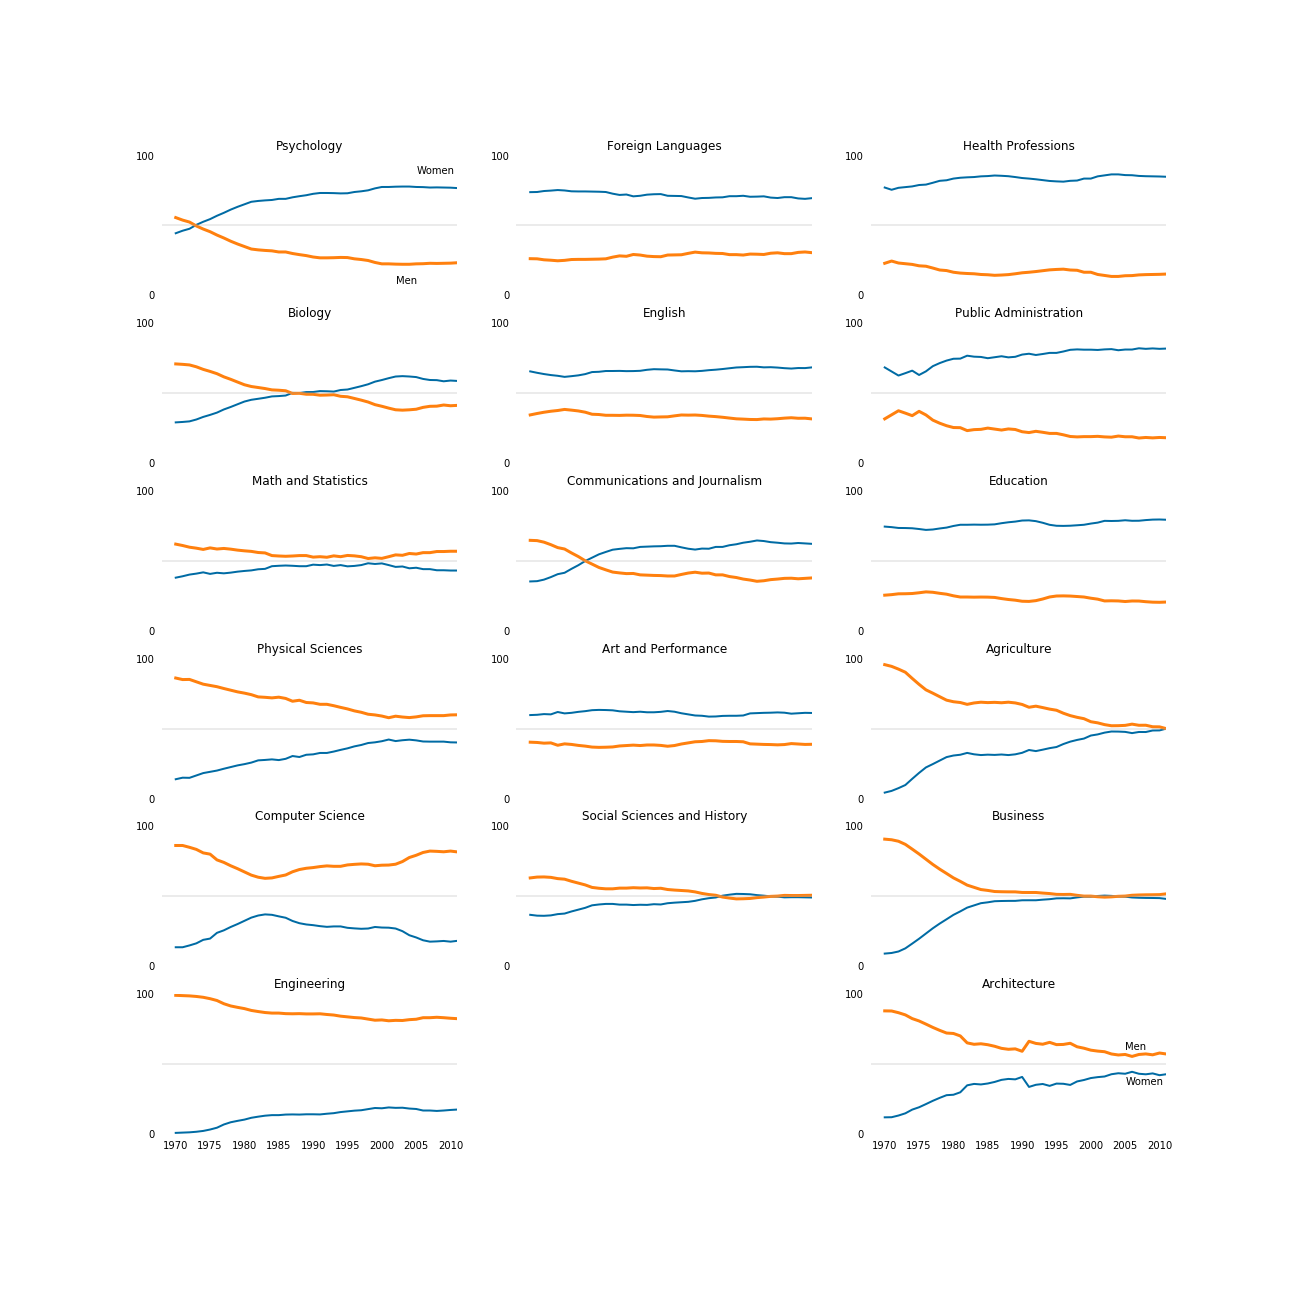 Psychology
100
Women
Men
0
Foreign Languages
100
0
Health Professions
100
0
Biology
100
0
English
100
0
Public Administration
100
0
Math and Statistics
100
0
Communications and Journalism
100
0
Education
100
0
Physical Sciences
100
0
Art and Performance
100
0
Agriculture
100
0
Computer Science
100
0
Social Sciences and History
100
0
Business
100
0
Engineering
100
0
1970 1975 1980 1985 1990 1995 2000 2005 2010
Architecture
100
Men
Women
0
1970 1975 1980 1985 1990 1995 2000 2005 2010